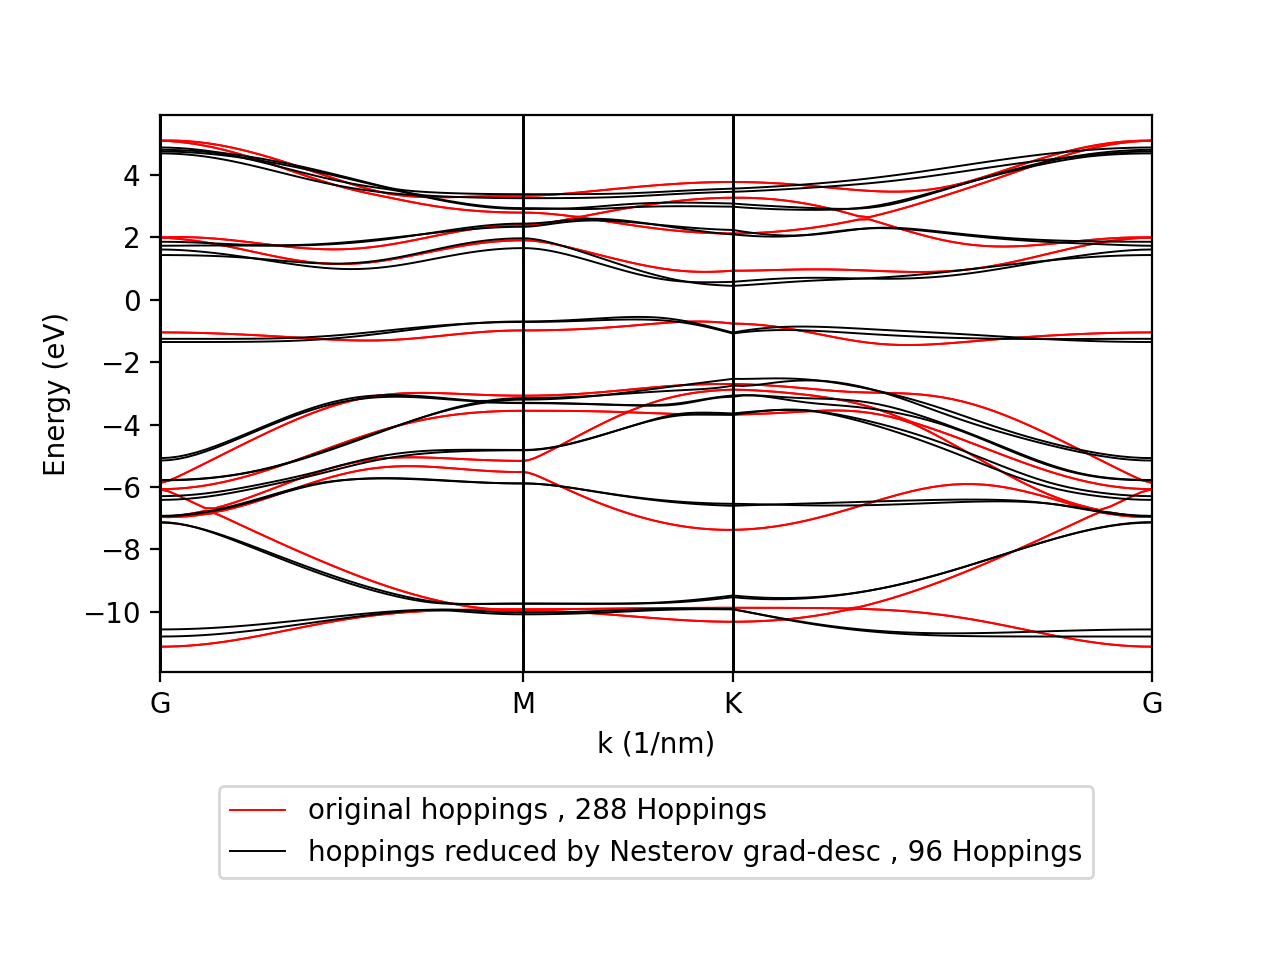 Energy (eV)
4
2
0
−2
−4
−6
−8
−10
G M K G
k (1/nm)
original hoppings , 288 Hoppings
hoppings reduced by Nesterov grad-desc , 96 Hoppings